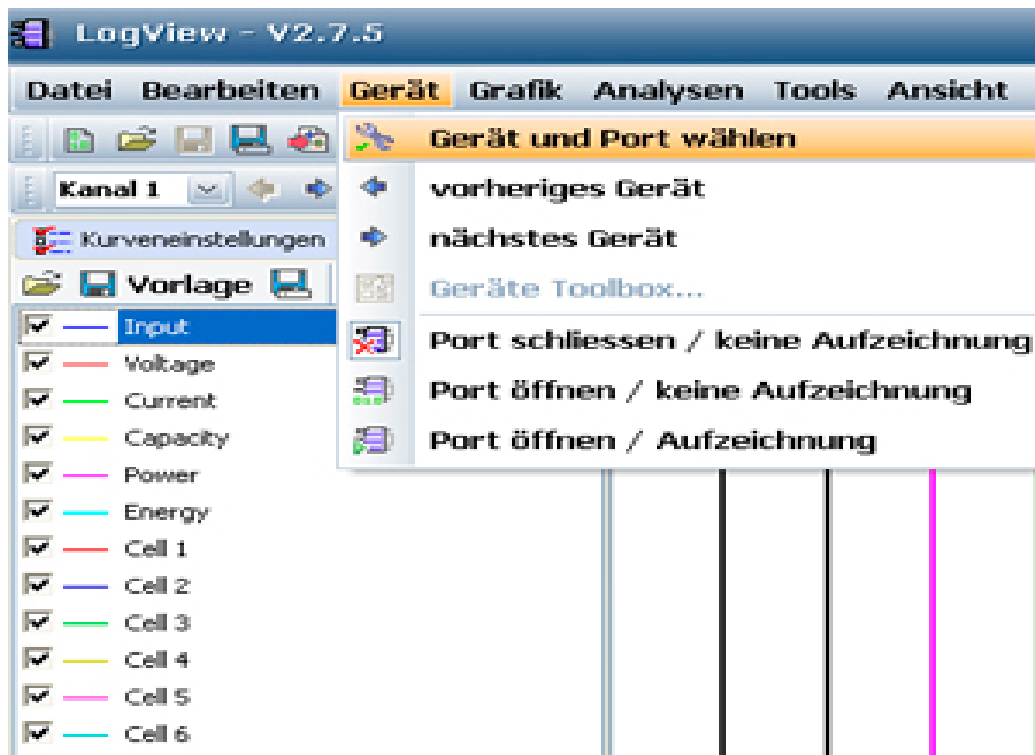 LogView - V2.7.5
Datei Bearbeiten Gerät Grafik Analysen Tools Ansicht
Gerät und Port wählen
Kanal 1
vorheriges Gerät
Kurveneinstellungen
nächstes Gerät
Vorlage
Geräte Toolbox...
Input
Port schliessen / keine Aufzeichnung
Voltage
Port öffnen / keine Aufzeichnung
Current
Port öffnen / Aufzeichnung
Capacity
Power
Energy
Cell 1
Cell 2
Cell 3
Cell 4
Cell 5
Cell 6